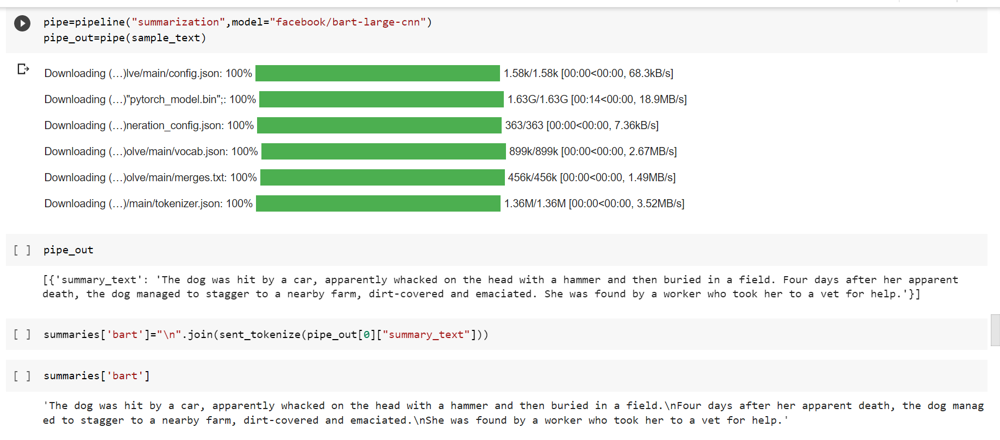 pipe=pipeline("summarization",model="facebook/bart-large-cnn")
pipe_out=pipe(sample_text)
Downloading (…)lve/main/config.json: 100% 1.58k/1.58k [00:00<00:00, 68.3kB/s]
Downloading (…)"pytorch_model.bin";: 100% 1.63G/1.63G [00:14<00:00, 18.9MB/s]
Downloading (…)neration_config.json: 100% 363/363 [00:00<00:00, 7.36kB/s]
Downloading (…)olve/main/vocab.json: 100% 899k/899k [00:00<00:00, 2.67MB/s]
Downloading (…)olve/main/merges.txt: 100% 456k/456k [00:00<00:00, 1.49MB/s]
Downloading (…)/main/tokenizer.json: 100% 1.36M/1.36M [00:00<00:00, 3.52MB/s]
[ ] pipe_out
[{'summary_text': 'The dog was hit by a car, apparently whacked on the head with a hammer and then buried in a field. Four days after her apparent
death, the dog managed to stagger to a nearby farm, dirt-covered and emaciated. She was found by a worker who took her to a vet for help.'}]
[ ] summaries['bart']="\n".join(sent_tokenize(pipe_out[0]["summary_text"]))
[ ] summaries['bart']
'The dog was hit by a car, apparently whacked on the head with a hammer and then buried in a field.\nFour days after her apparent death, the dog manag
ed to stagger to a nearby farm, dirt-covered and emaciated.\nShe was found by a worker who took her to a vet for help.'